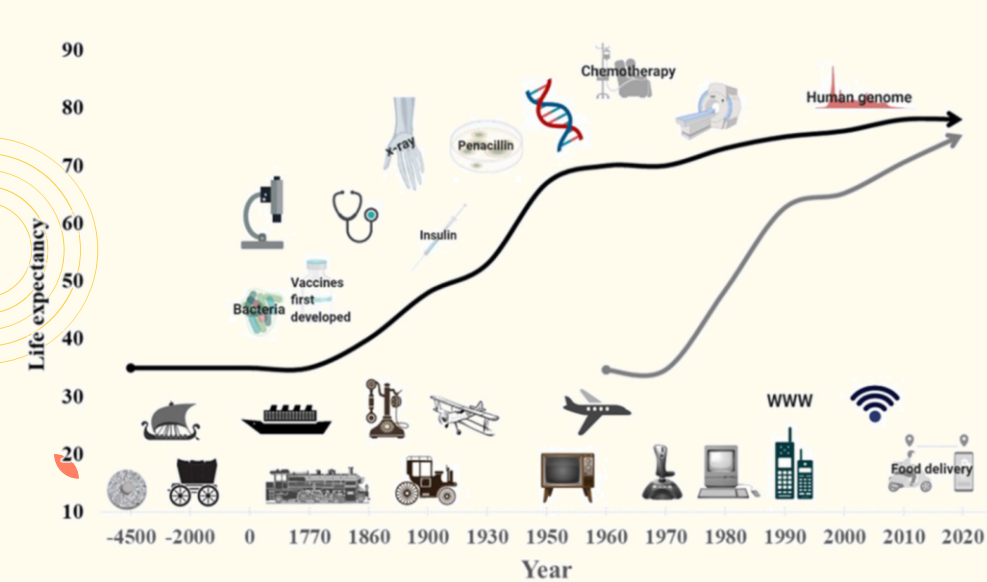 90
Chemotherapy
80
Human genome
x-ray
Penacillin
70
60
Insulin
50
Vaccines
first
developed
Bacteria
40
30
WWW
20
Food delivery
10
-4500 -2000 0 1770 1860 1900 1930 1950 1960 1970 1980 1990 2000 2010 2020
Year
Life expectancy